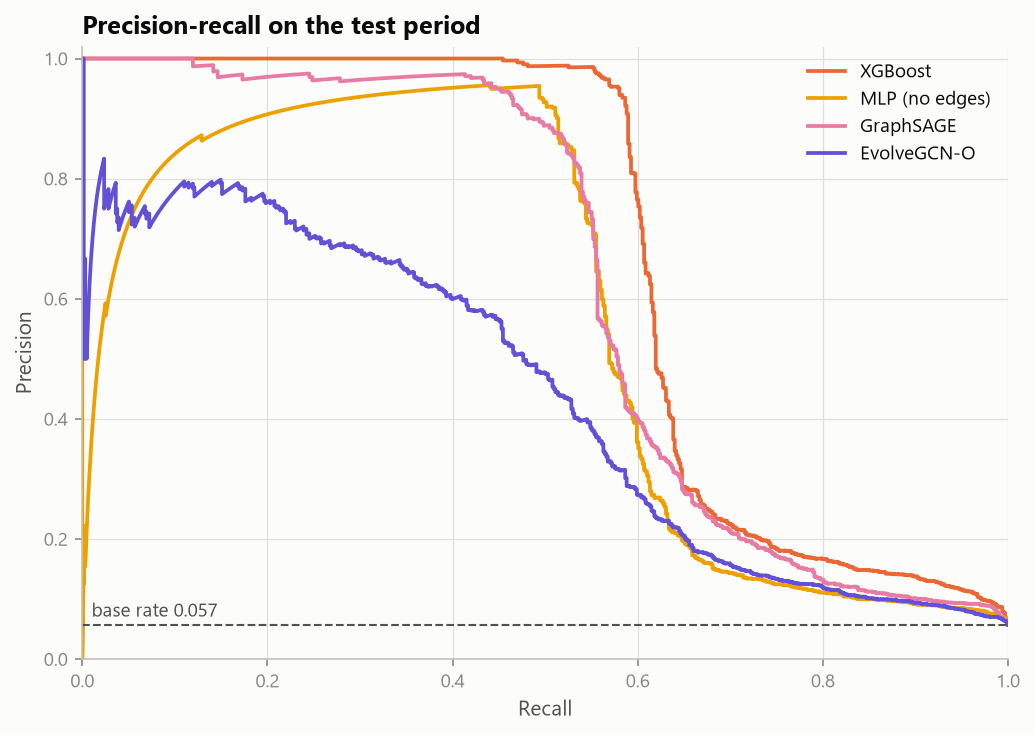 Precision-recall on the test period
XGBoost
MLP (no edges)
GraphSAGE
EvolveGCN-O
1.0
0.8
0.6
0.4
0.2
0.0
Precision
base rate 0.057
0.0
0.2
0.4
0.6
0.8
1.0
Recall